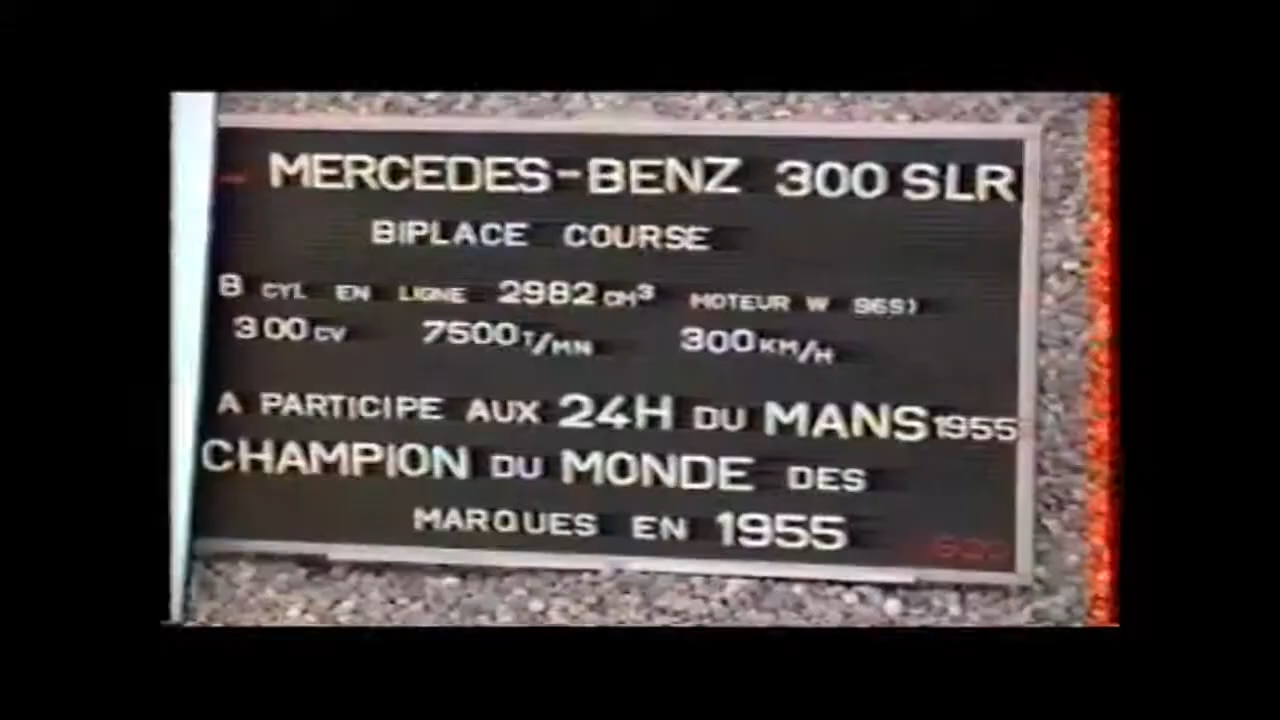 MERCEDES-BENZ 300 SLR
BIPLACE COURSE
8 CYL EN LIGNE 2982 CM³ MOTEUR W
300 CV 7500 T/MN 300 KM/H
A PARTICIPE AUX 24H DU MANS 1955
CHAMPION DU MONDE DES
MARQUES EN 1955